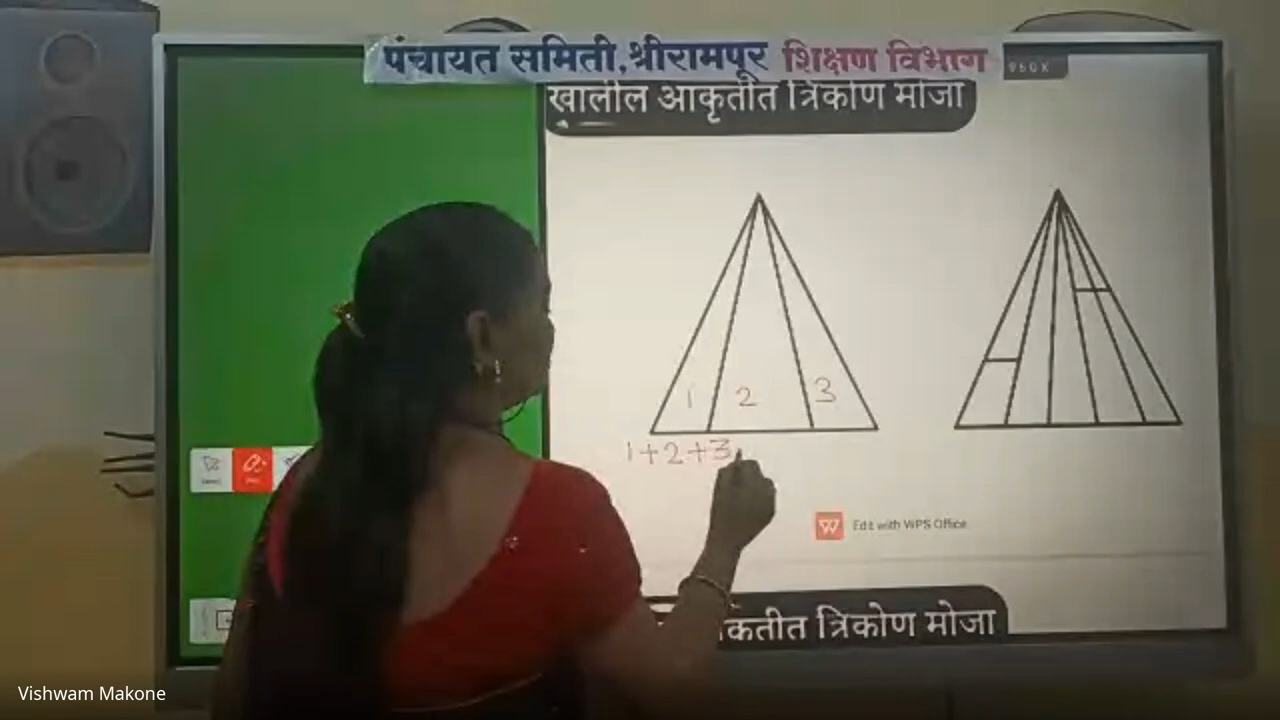 पंचायत समिती,श्रीरामपूर शिक्षण विभाग
खालील आकृतीत त्रिकोण मोजा
1 2 3
1+2+3
Edit with WPS Office
त्रिकोण मोजा
Vishwam Makone